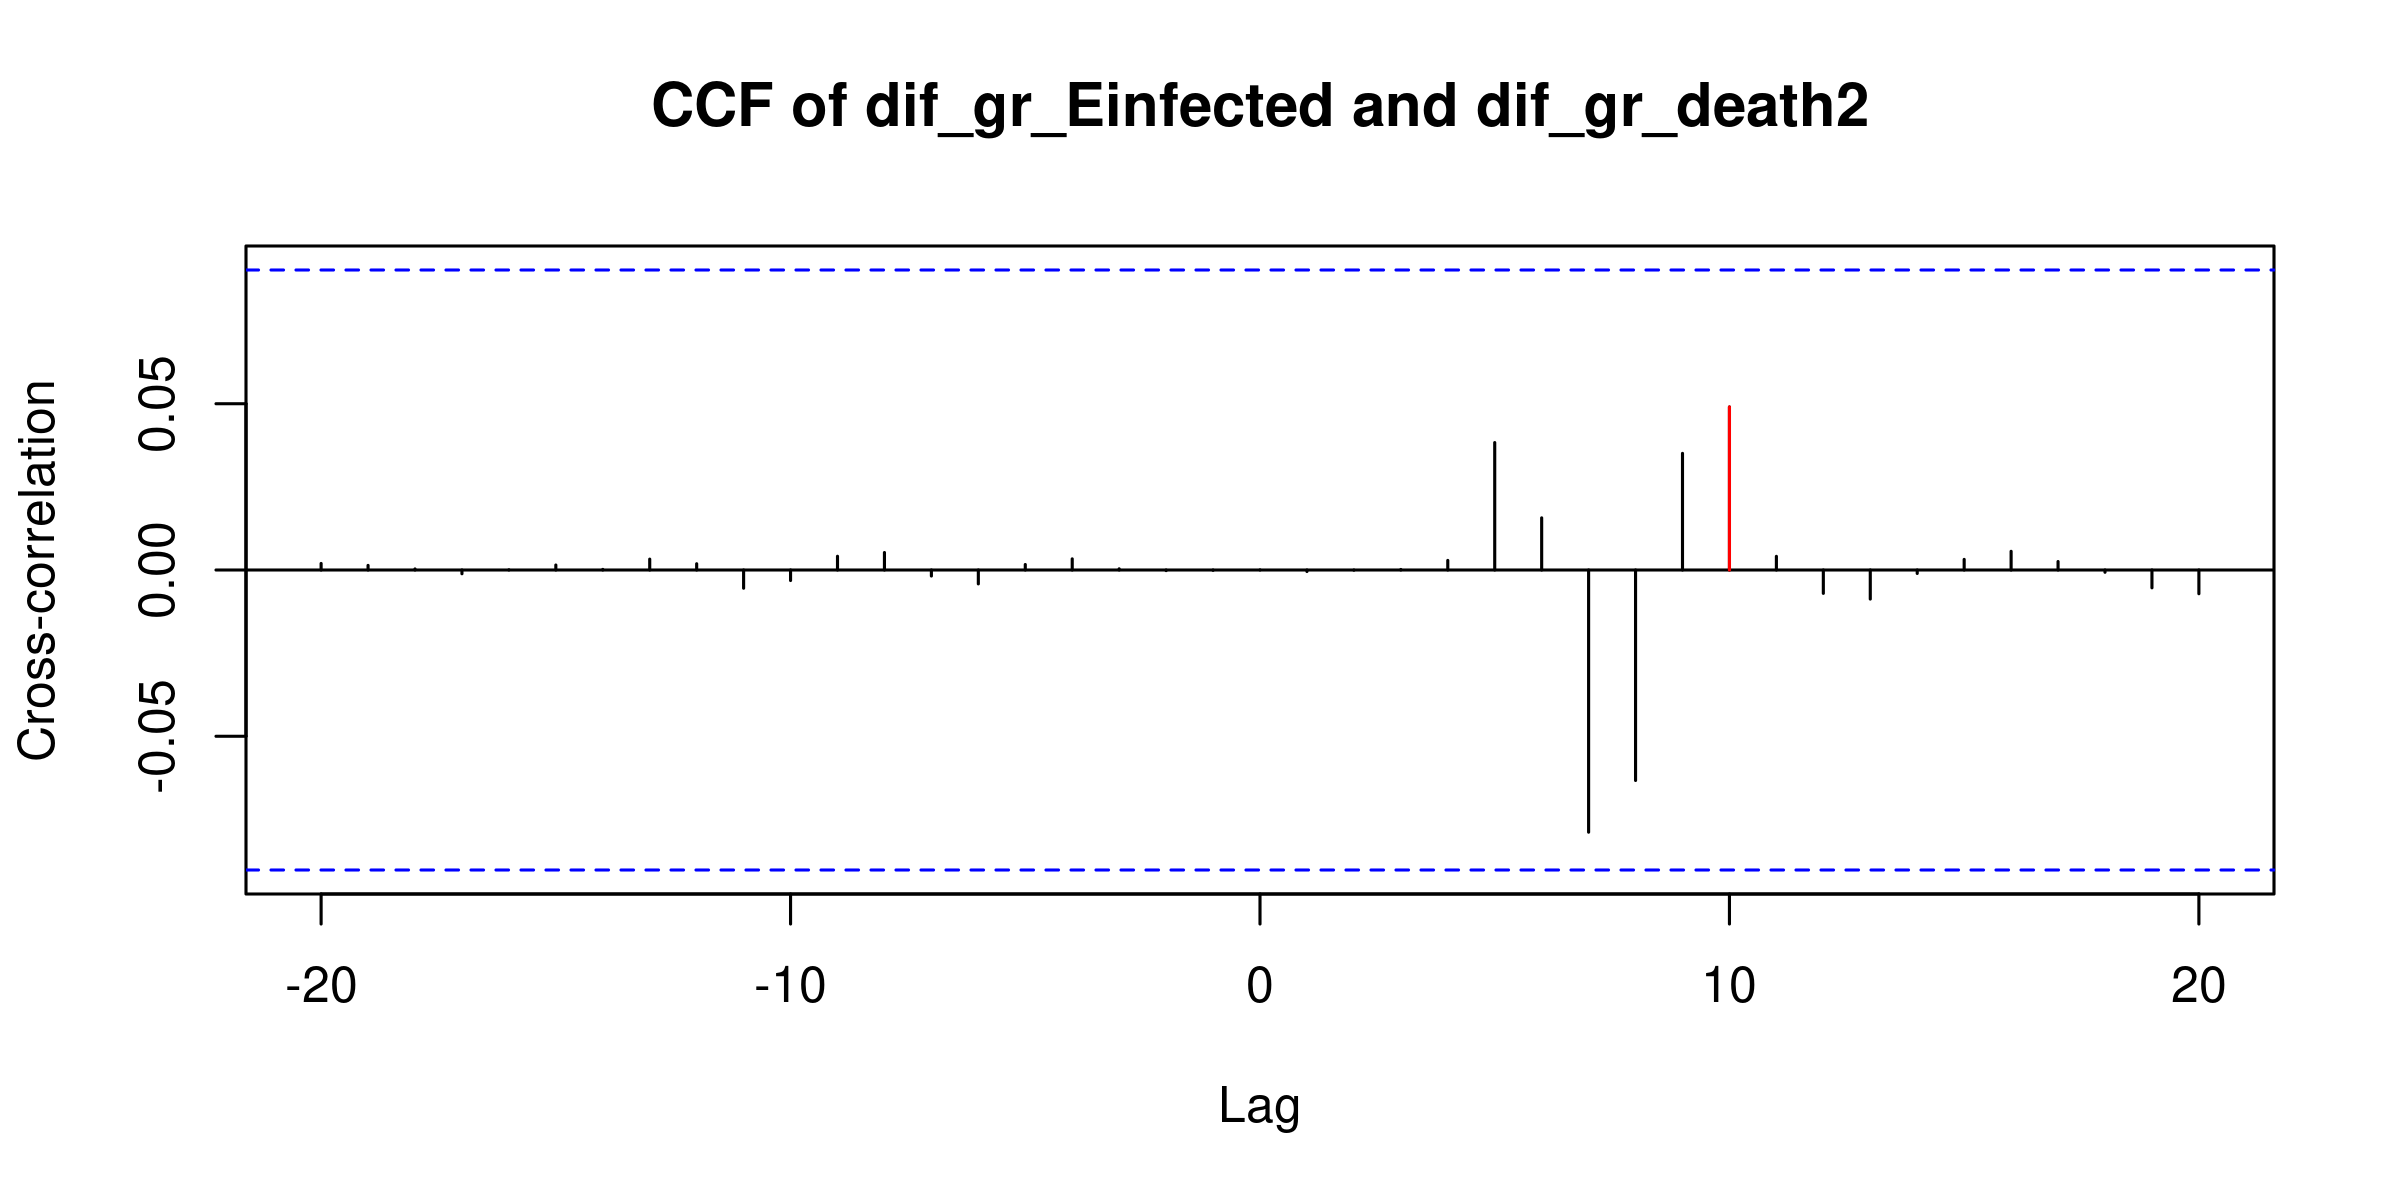 CCF of dif_gr_Einfected and dif_gr_death2
Cross-correlation
0.05
0.00
-0.05
-20
-10
0
10
20
Lag